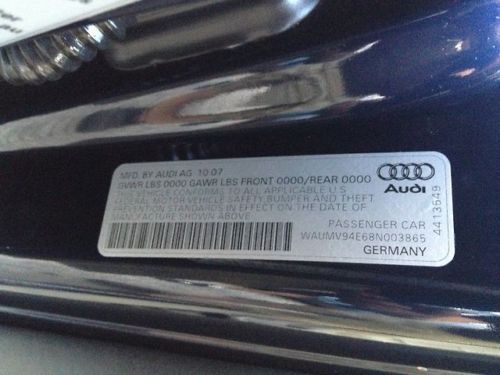 MFD. BY AUDI AG 10 07
GVWR LBS 0000 GAWR LBS FRONT 0000/REAR 0000
VEHICLE CONFORMS TO ALL APPLICABLE U.S
FEDERAL MOTOR VEHICLE SAFETY BUMPER AND THEFT
PREVENTION STANDARDS IN EFFECT ON THE DATE OF
MANUFACTURE SHOWN ABOVE
Audi
PASSENGER CAR
WAUMV94E68N003865
GERMANY
4413549